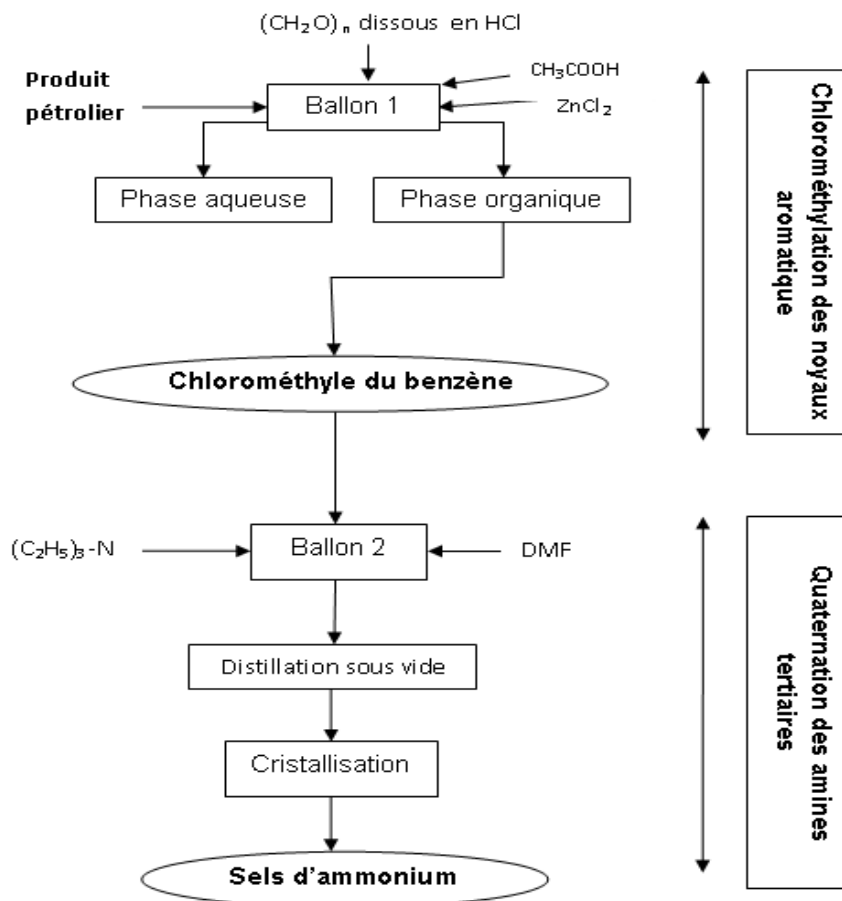 (CH₂O)ₙ dissous en HCl
Produit
pétrolier
Ballon 1
CH₃COOH
ZnCl₂
Phase aqueuse
Phase organique
Chlorométhyle du benzène
Chlorométhylation des noyaux
aromatique
(C₂H₅)₃-N
Ballon 2
DMF
Distillation sous vide
Cristallisation
Sels d’ammonium
Quaternation des amines
tertiaires